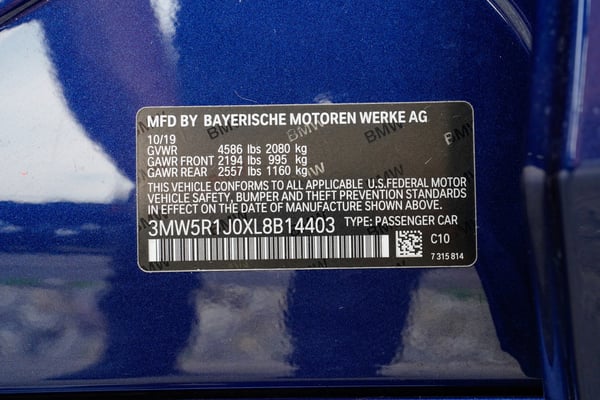 MFD BY BAYERISCHE MOTOREN WERKE AG
10/19
GVWR 4586 lbs 2080 kg
GAWR FRONT 2194 lbs 995 kg
GAWR REAR 2557 lbs 1160 kg
THIS VEHICLE CONFORMS TO ALL APPLICABLE U.S.FEDERAL MOTOR
VEHICLE SAFETY, BUMPER AND THEFT PREVENTION STANDARDS
IN EFFECT ON THE DATE OF MANUFACTURE SHOWN ABOVE.
3MW5R1J0XL8B14403 TYPE: PASSENGER CAR
C10
7 315 814